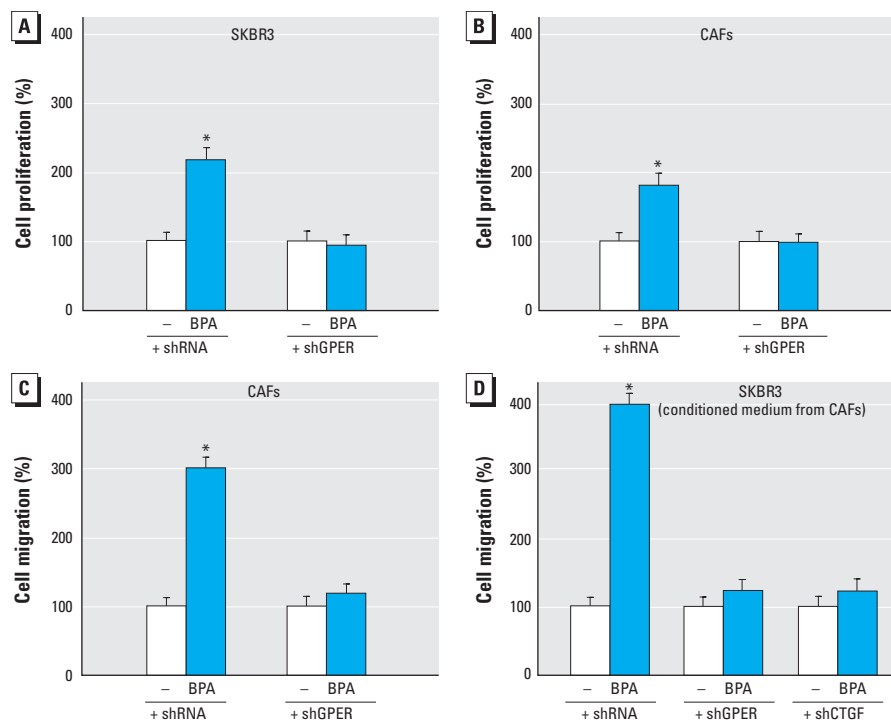 A
SKBR3
Cell proliferation (%)
400
300
200
100
0
*
– BPA – BPA
+ shRNA + shGPER
B
CAFs
Cell proliferation (%)
400
300
200
100
0
*
– BPA – BPA
+ shRNA + shGPER
C
CAFs
Cell migration (%)
400
300
200
100
0
*
– BPA – BPA
+ shRNA + shGPER
D
SKBR3
(conditioned medium from CAFs)
Cell migration (%)
400
300
200
100
0
*
– BPA – BPA – BPA
+ shRNA + shGPER + shCTGF